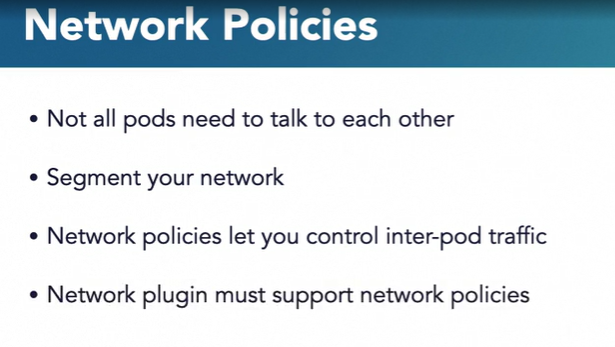 Network Policies
• Not all pods need to talk to each other
• Segment your network
• Network policies let you control inter-pod traffic
• Network plugin must support network policies